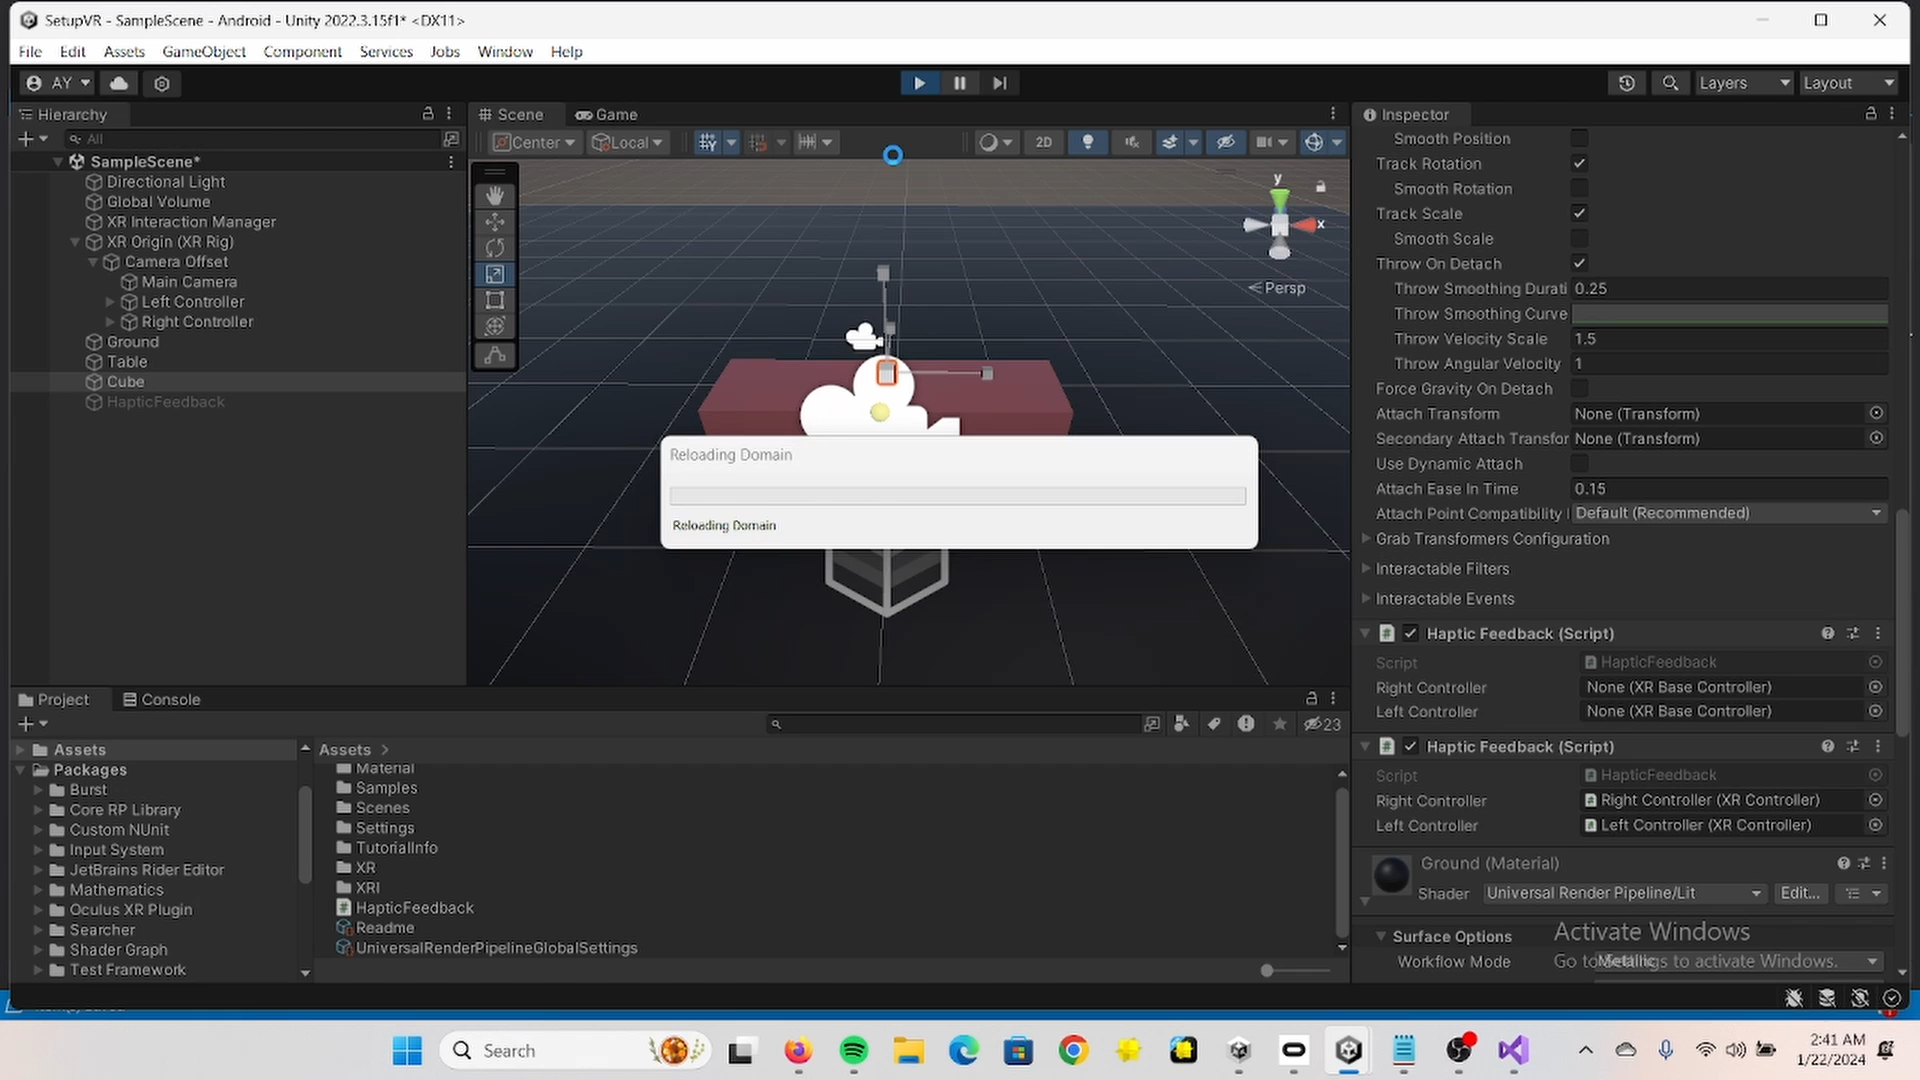 SetupVR - SampleScene - Android - Unity 2022.3.15f1* <DX11>
File Edit Assets GameObject Component Services Jobs Window Help
AY
Layers
Layout
Hierarchy
All
SampleScene*
Directional Light
Global Volume
XR Interaction Manager
XR Origin (XR Rig)
Camera Offset
Main Camera
Left Controller
Right Controller
Ground
Table
Cube
HapticFeedback
Scene
Game
Center
Local
2D
y
x
Persp
Reloading Domain
Reloading Domain
Inspector
Smooth Position
Track Rotation
Smooth Rotation
Track Scale
Smooth Scale
Throw On Detach
Throw Smoothing Durati 0.25
Throw Smoothing Curve
Throw Velocity Scale 1.5
Throw Angular Velocity 1
Force Gravity On Detach
Attach Transform None (Transform)
Secondary Attach Transfor None (Transform)
Use Dynamic Attach
Attach Ease In Time 0.15
Attach Point Compatibility Default (Recommended)
Grab Transformers Configuration
Interactable Filters
Interactable Events
Haptic Feedback (Script)
Script HapticFeedback
Right Controller None (XR Base Controller)
Left Controller None (XR Base Controller)
Haptic Feedback (Script)
Script HapticFeedback
Right Controller Right Controller (XR Controller)
Left Controller Left Controller (XR Controller)
Ground (Material)
Shader Universal Render Pipeline/Lit Edit...
Surface Options
Workflow Mode Metallic
Activate Windows
Go to Settings to activate Windows.
Project
Console
23
Assets
Packages
Burst
Core RP Library
Custom NUnit
Input System
JetBrains Rider Editor
Mathematics
Oculus XR Plugin
Searcher
Shader Graph
Test Framework
Assets
Material
Samples
Scenes
Settings
TutorialInfo
XR
XRI
HapticFeedback
Readme
UniversalRenderPipelineGlobalSettings
Search
2:41 AM
1/22/2024